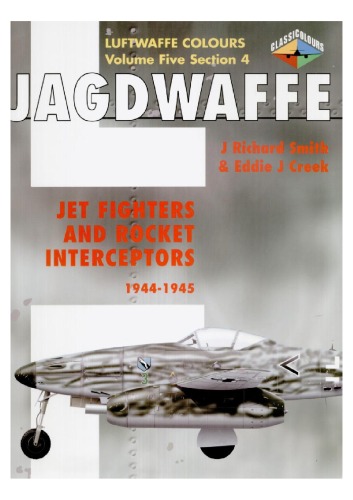 LUFTWAFFE COLOURS
Volume Five Section 4
CLASSIC COLOURS
JAGDWAFFE
J Richard Smith
& Eddie J Creek
JET FIGHTERS
AND ROCKET
INTERCEPTORS
1944-1945
3